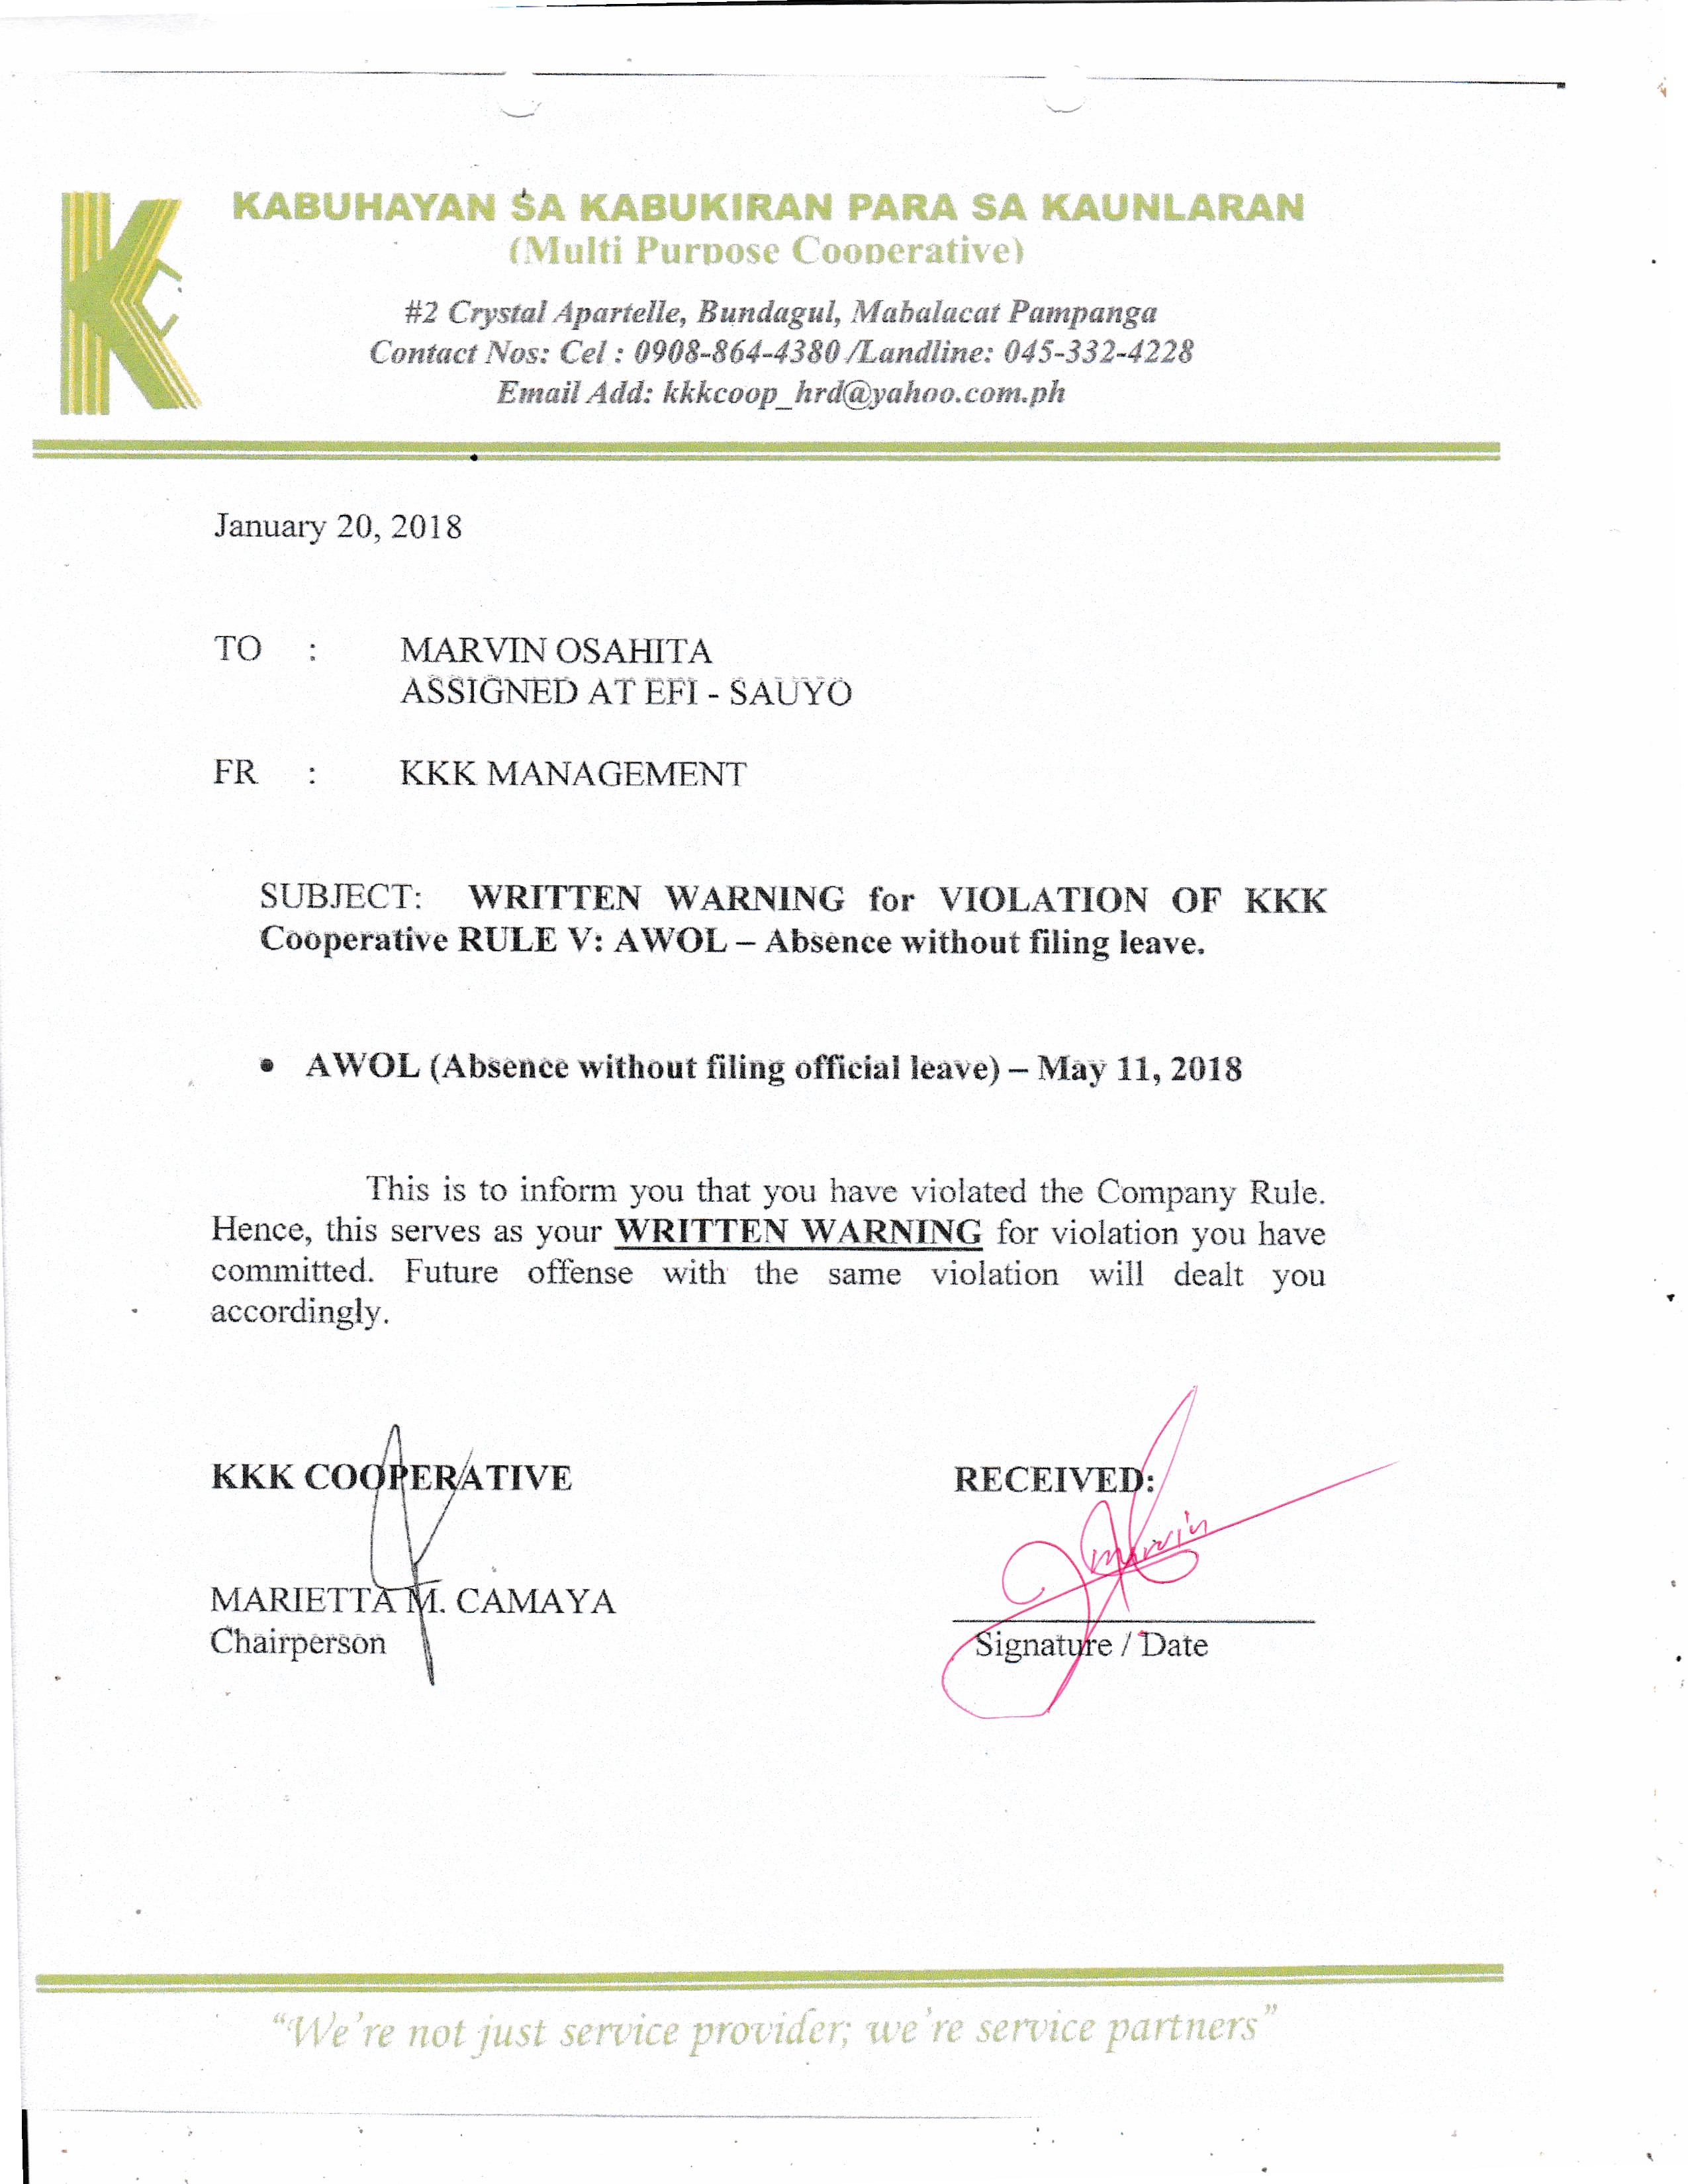 KABUHAYAN SA KABUKIRAN PARA SA KAUNLARAN
(Multi Purpose Cooperative)
#2 Crystal Apartelle, Bundagul, Mabalacat Pampanga
Contact Nos: Cel : 0908-864-4380 /Landline: 045-332-4228
Email Add: kkkcoop_hrd@yahoo.com.ph
January 20, 2018
TO : MARVIN OSAHITA
ASSIGNED AT EFI - SAUYO
FR : KKK MANAGEMENT
SUBJECT: WRITTEN WARNING for VIOLATION OF KKK
Cooperative RULE V: AWOL – Absence without filing leave.
• AWOL (Absence without filing official leave) – May 11, 2018
This is to inform you that you have violated the Company Rule.
Hence, this serves as your WRITTEN WARNING for violation you have
committed. Future offense with the same violation will dealt you
accordingly.
KKK COOPERATIVE RECEIVED:
Marvin
MARIETTA M. CAMAYA
Chairperson Signature / Date
“We're not just service provider; we're service partners”